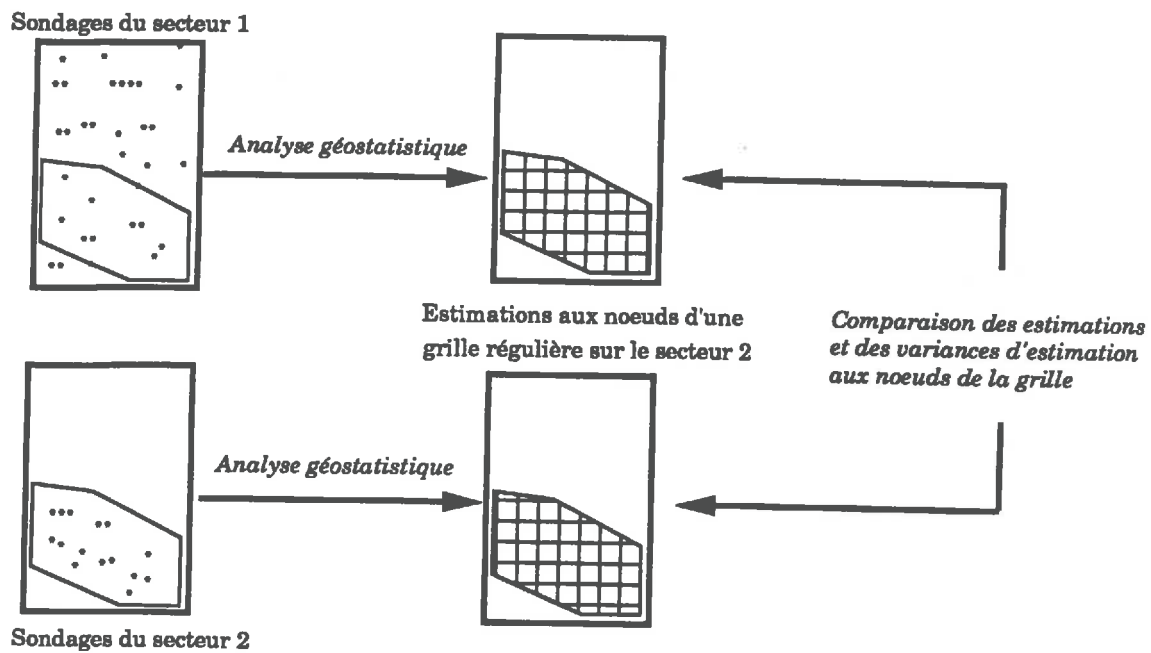 Sondages du secteur 1
Analyse géostatistique
Estimations aux noeuds d'une
grille régulière sur le secteur 2
Comparaison des estimations
et des variances d'estimation
aux noeuds de la grille
Analyse géostatistique
Sondages du secteur 2